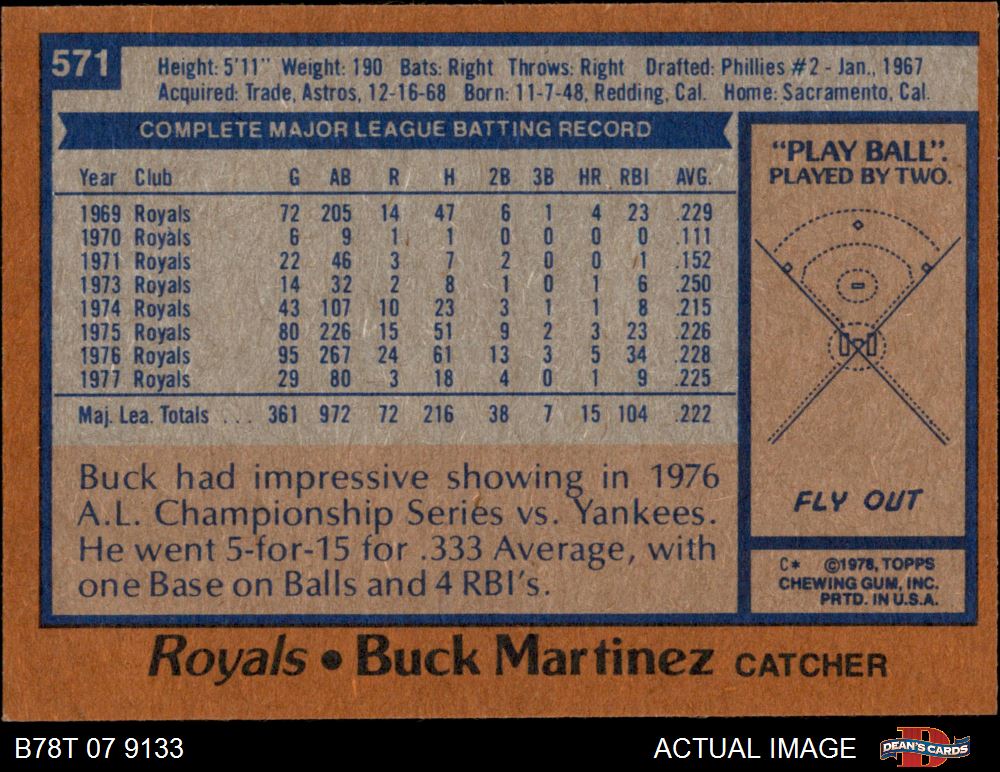 571
Height: 5'11" Weight: 190 Bats: Right Throws: Right Drafted: Phillies #2 - Jan., 1967
Acquired: Trade, Astros, 12-16-68 Born: 11-7-48, Redding, Cal. Home: Sacramento, Cal.
COMPLETE MAJOR LEAGUE BATTING RECORD
Year Club G AB R H 2B 3B HR RBI AVG.
1969 Royals 72 205 14 47 6 1 4 23 .229
1970 Royals 6 9 1 1 0 0 0 0 .111
1971 Royals 22 46 3 7 2 0 0 1 .152
1973 Royals 14 32 2 8 1 0 1 6 .250
1974 Royals 43 107 10 23 3 1 1 8 .215
1975 Royals 80 226 15 51 9 2 3 23 .226
1976 Royals 95 267 24 61 13 3 5 34 .228
1977 Royals 29 80 3 18 4 0 1 9 .225
Maj. Lea. Totals . . . 361 972 72 216 38 7 15 104 .222
Buck had impressive showing in 1976
A.L. Championship Series vs. Yankees.
He went 5-for-15 for .333 Average, with
one Base on Balls and 4 RBI's.
"PLAY BALL".
PLAYED BY TWO.
FLY OUT
C* ©1978, TOPPS
CHEWING GUM, INC.
PRTD. IN U.S.A.
Royals • Buck Martinez CATCHER
B78T 07 9133
ACTUAL IMAGE
DEAN'S CARDS